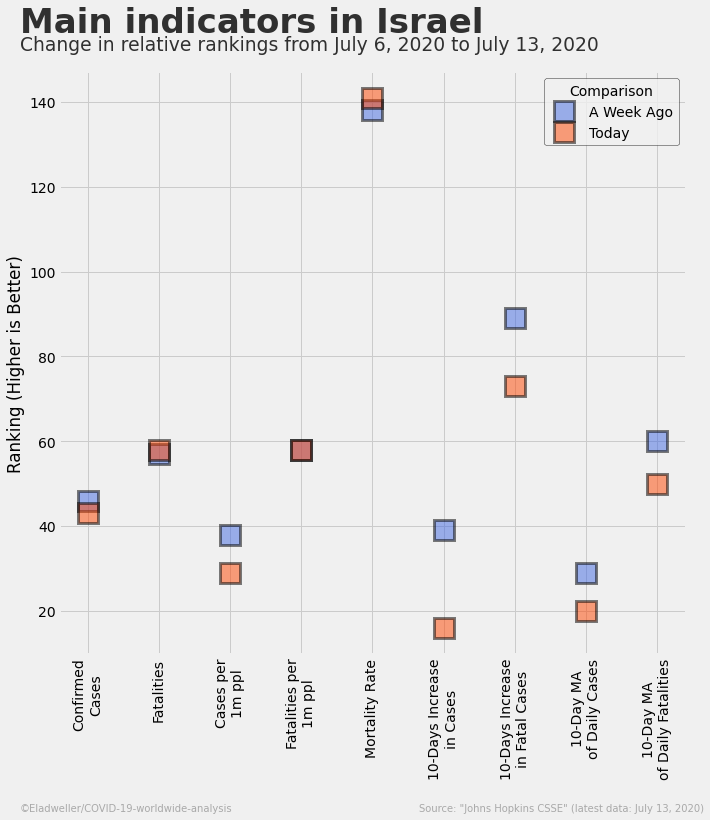 Main indicators in Israel
Change in relative rankings from July 6, 2020 to July 13, 2020
Comparison
A Week Ago
Today
Ranking (Higher is Better)
140
120
100
80
60
40
20
Confirmed
Cases
Fatalities
Cases per
1m ppl
Fatalities per
1m ppl
Mortality Rate
10-Days Increase
in Cases
10-Days Increase
in Fatal Cases
10-Day MA
of Daily Cases
10-Day MA
of Daily Fatalities
©Eladweller/COVID-19-worldwide-analysis
Source: "Johns Hopkins CSSE" (latest data: July 13, 2020)